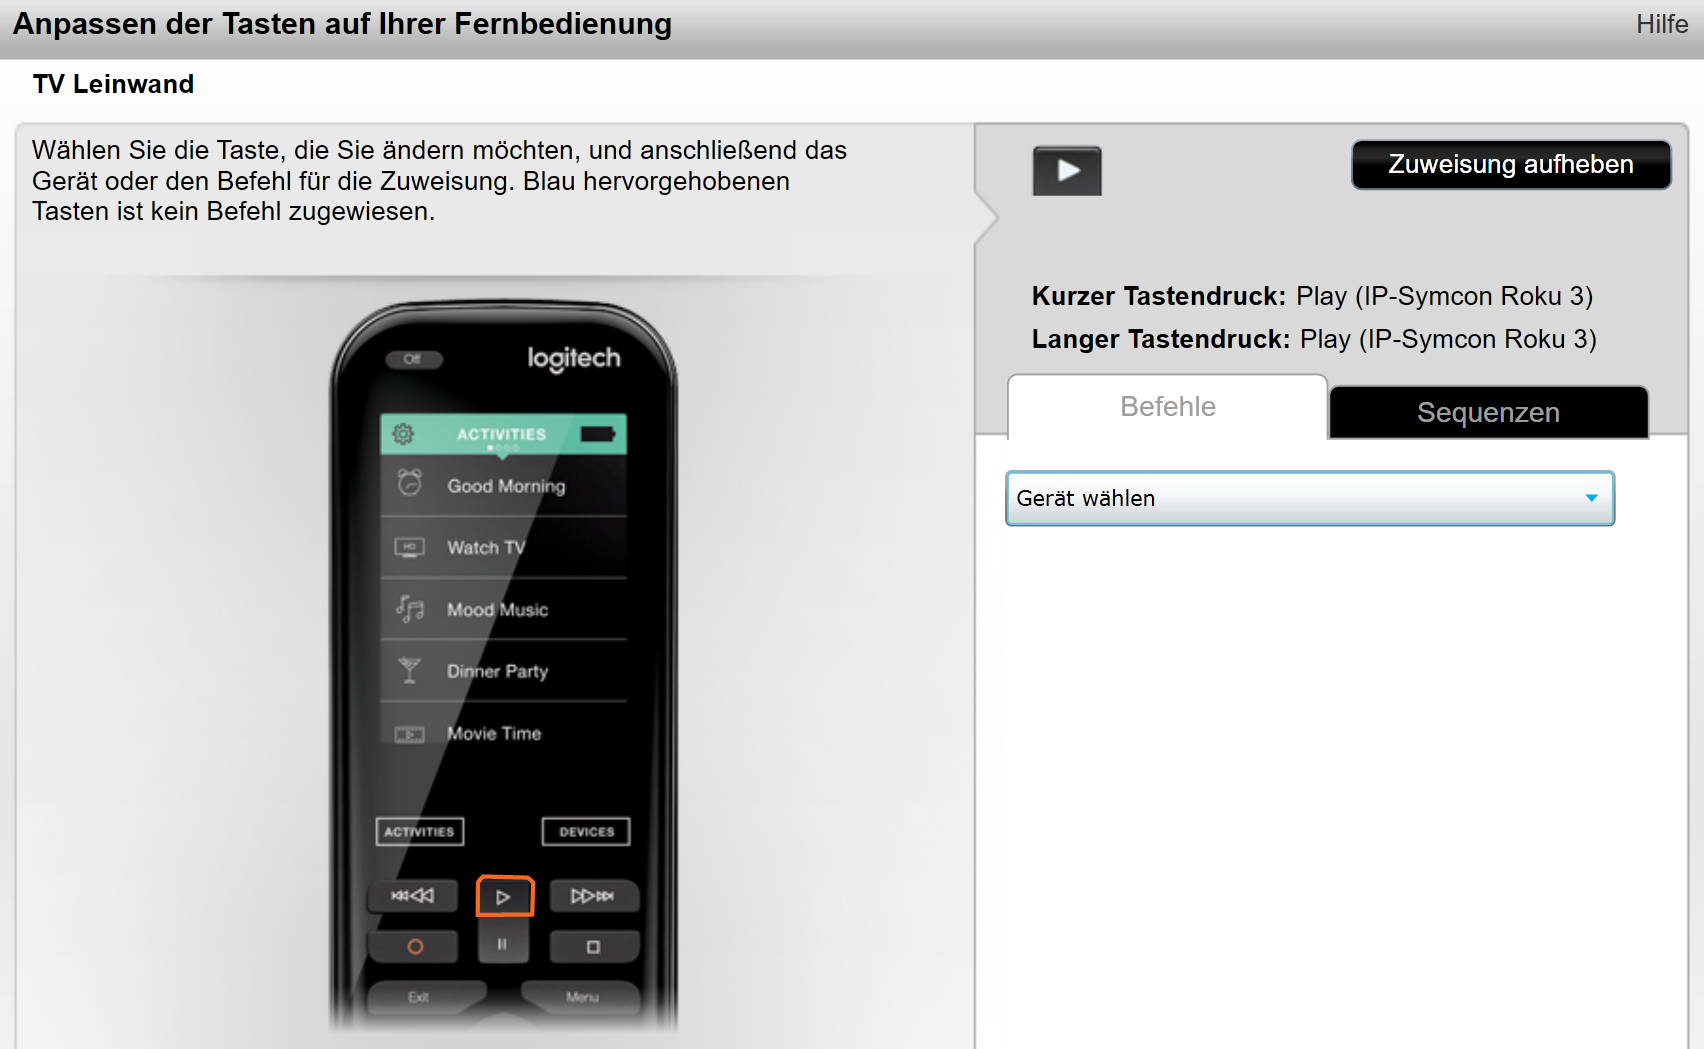 Anpassen der Tasten auf Ihrer Fernbedienung
Hilfe
TV Leinwand
Wählen Sie die Taste, die Sie ändern möchten, und anschließend das
Gerät oder den Befehl für die Zuweisung. Blau hervorgehobenen
Tasten ist kein Befehl zugewiesen.
Off
logitech
ACTIVITIES
Good Morning
HD
Watch TV
Mood Music
Dinner Party
Movie Time
ACTIVITIES
DEVICES
Exit
Menu
Zuweisung aufheben
Kurzer Tastendruck: Play (IP-Symcon Roku 3)
Langer Tastendruck: Play (IP-Symcon Roku 3)
Befehle
Sequenzen
Gerät wählen